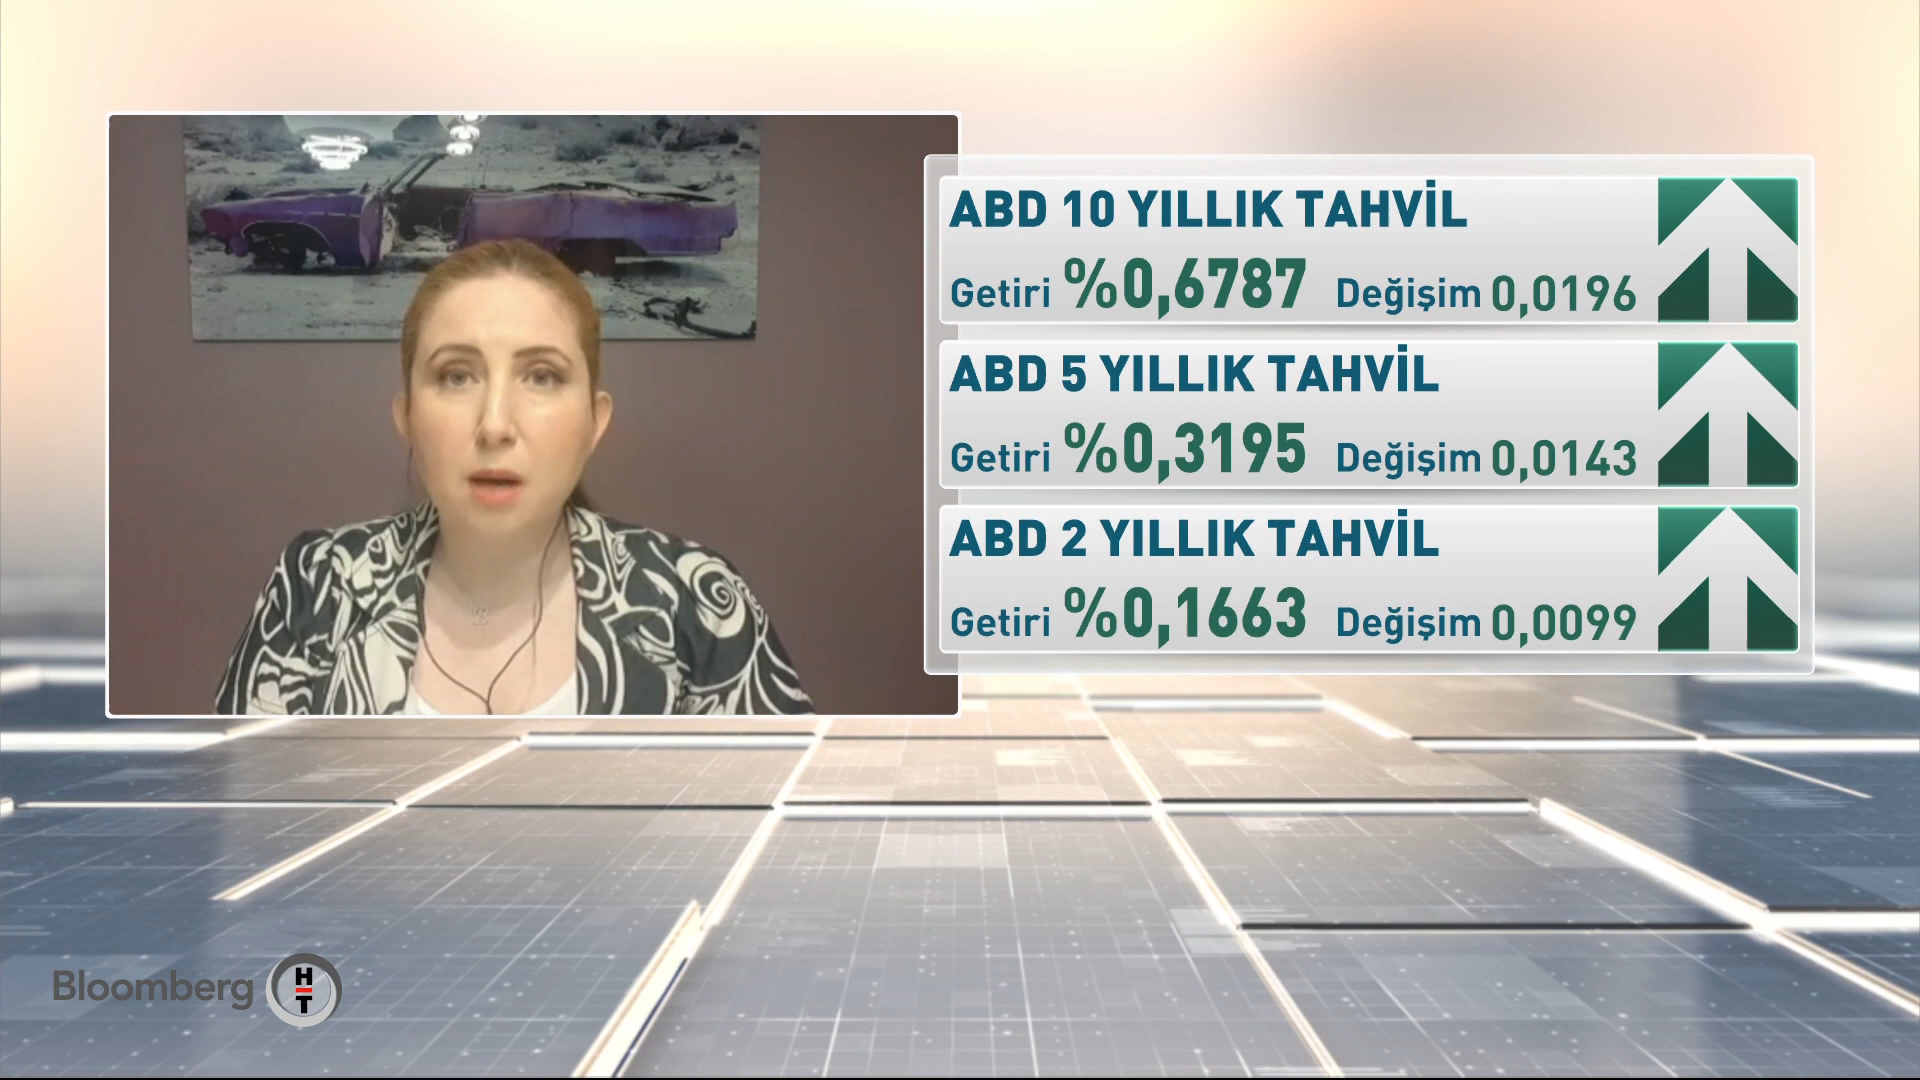 ABD 10 YILLIK TAHVİL
Getiri %0,6787 Değişim 0,0196
ABD 5 YILLIK TAHVİL
Getiri %0,3195 Değişim 0,0143
ABD 2 YILLIK TAHVİL
Getiri %0,1663 Değişim 0,0099
Bloomberg HT